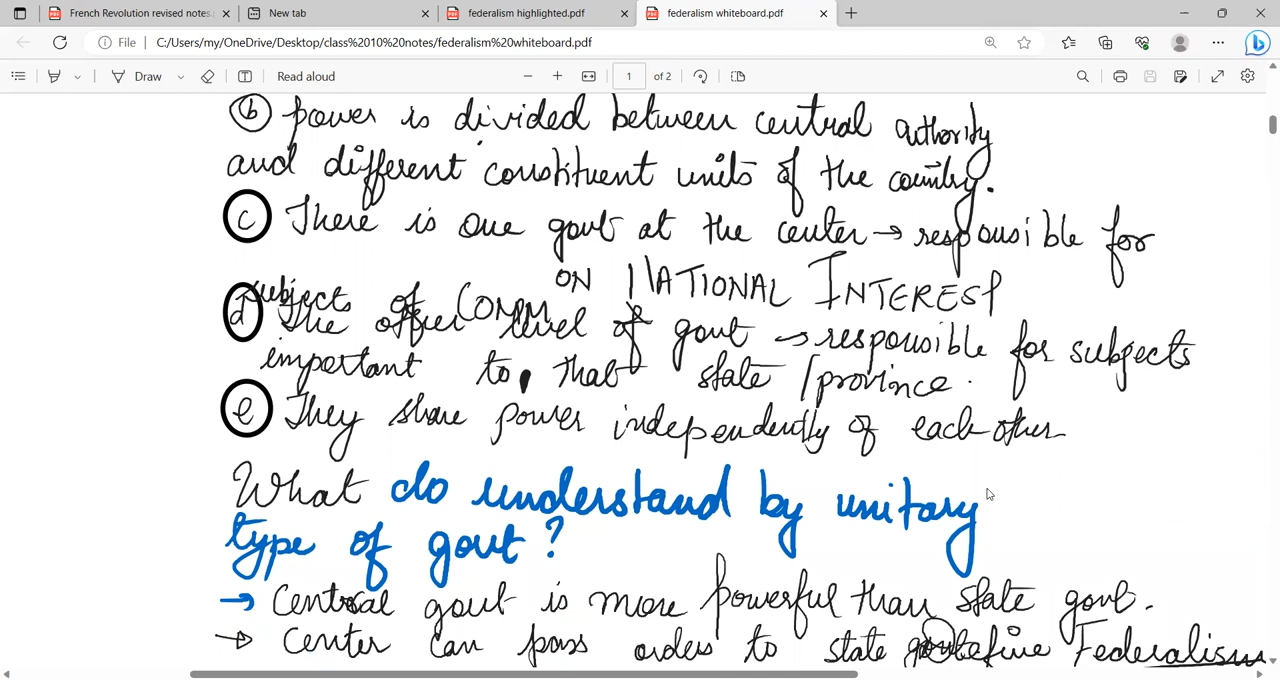 French Revolution revised notes.p
New tab
federalism highlighted.pdf
federalism whiteboard.pdf
File
C:/Users/my/OneDrive/Desktop/class%2010%20notes/federalism%20whiteboard.pdf
Draw
Read aloud
1 of 2
b power is divided between central authority
and different constituent units of the country.
c There is one govt at the center → responsible for
subjects of COMM ON NATIONAL INTEREST
d The other level of govt → responsible for subjects
important to that state / province.
e They share power independently of each other
What do understand by unitary
type of govt?
→ Central govt is more powerful than state govt.
→ Center can pass orders to state
Define Federalism